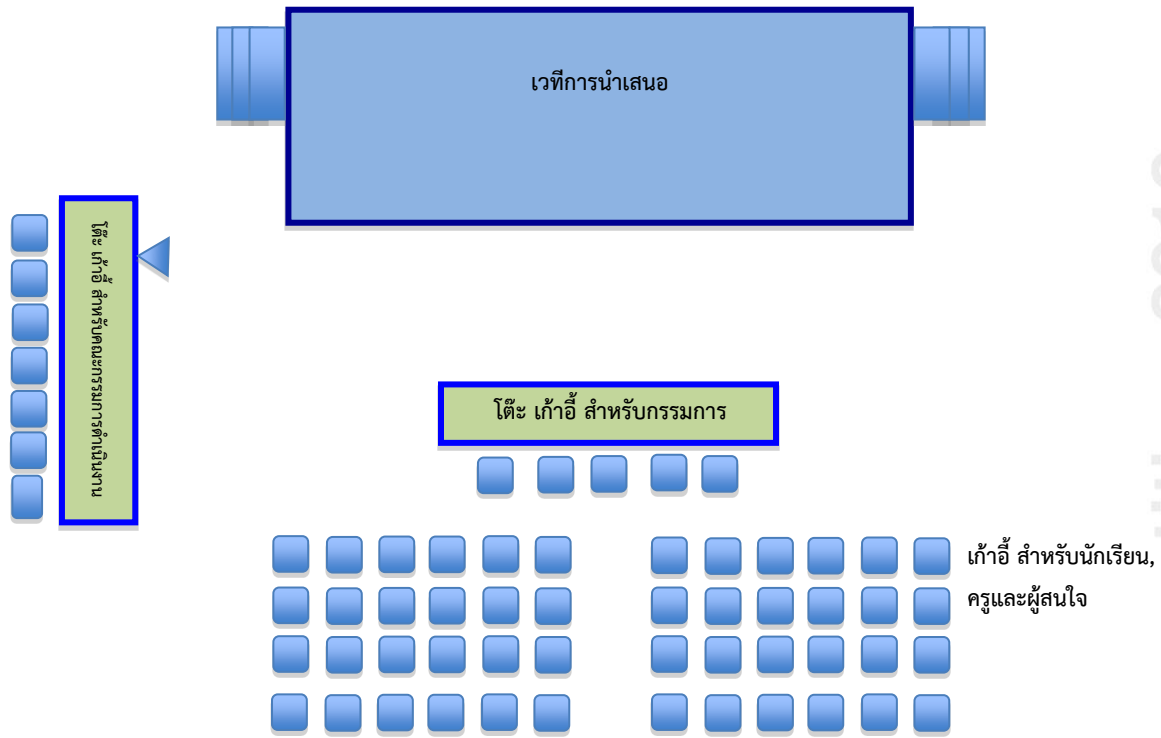 เวทีการนำเสนอ
โต๊ะ เก้าอี้ สำหรับคณะกรรมการดำเนินงาน
โต๊ะ เก้าอี้ สำหรับกรรมการ
เก้าอี้ สำหรับนักเรียน,
ครูและผู้สนใจ